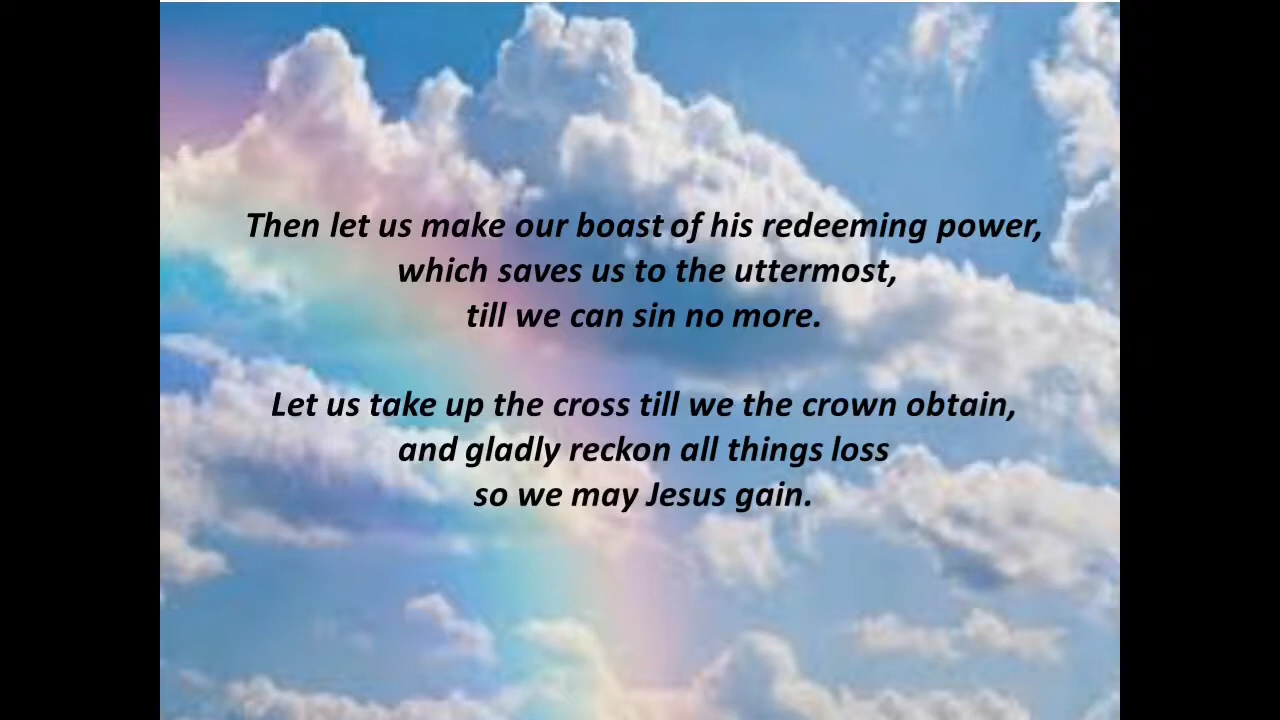 Then let us make our boast of his redeeming power,
which saves us to the uttermost,
till we can sin no more.
Let us take up the cross till we the crown obtain,
and gladly reckon all things loss
so we may Jesus gain.